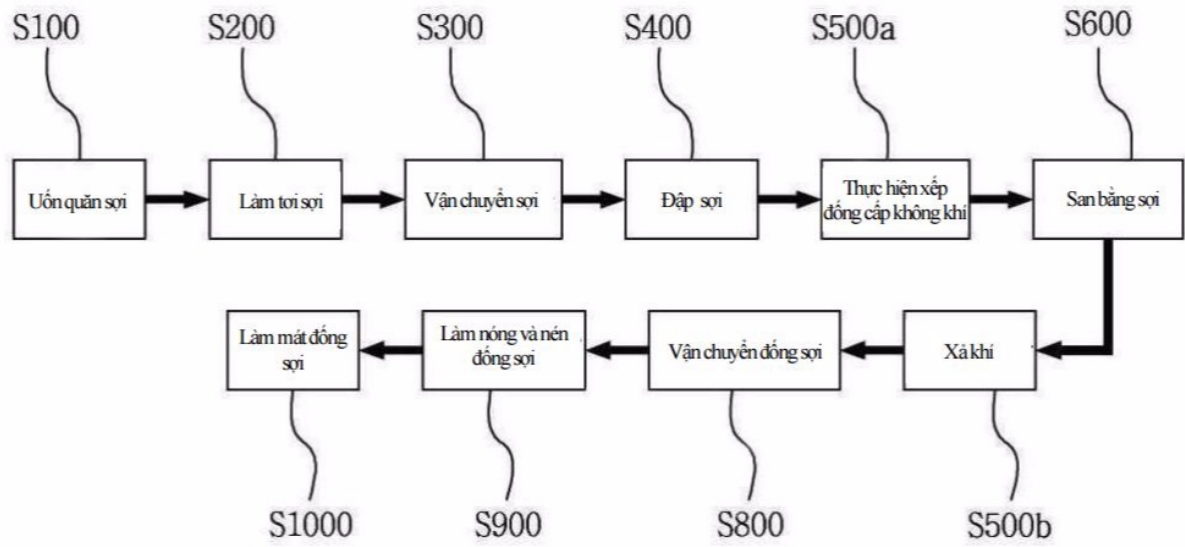 S100
S200
S300
S400
S500a
S600
Uốn quăn sợi
Làm tơi sợi
Vận chuyển sợi
Đập sợi
Thực hiện xếp
đống cấp không khí
San bằng sợi
Làm mát đống
sợi
Làm nóng và nén
đống sợi
Vận chuyển đống sợi
Xả khí
S1000
S900
S800
S500b